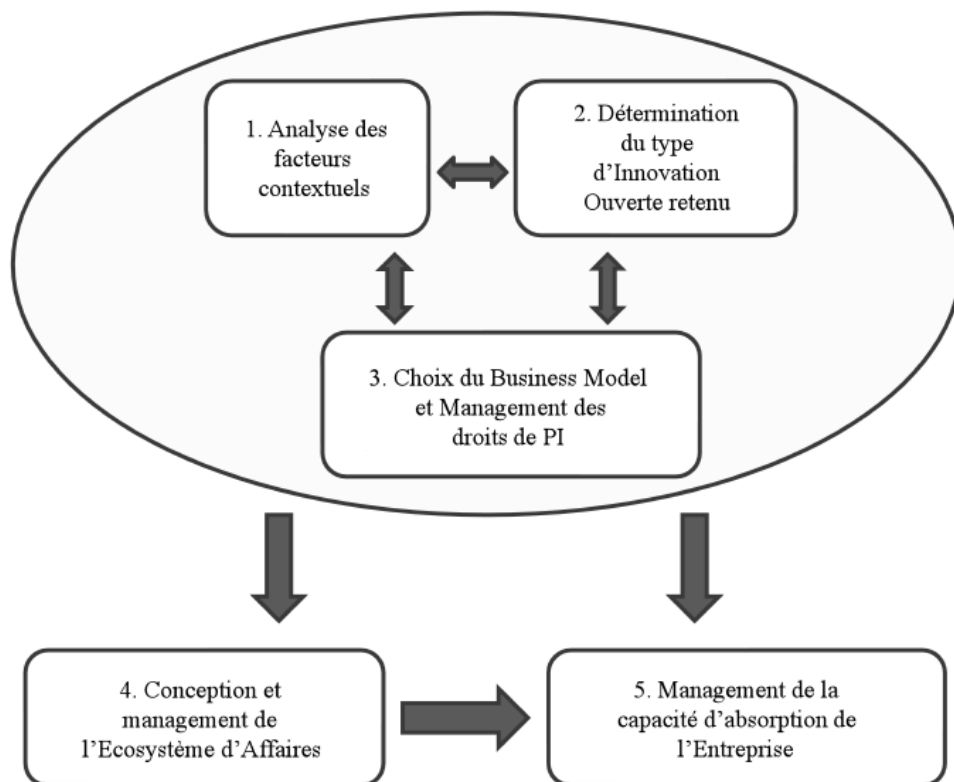 1. Analyse des
facteurs
contextuels
2. Détermination
du type
d’Innovation
Ouverte retenu
3. Choix du Business Model
et Management des
droits de PI
4. Conception et
management de
l’Ecosystème d’Affaires
5. Management de la
capacité d’absorption de
l’Entreprise